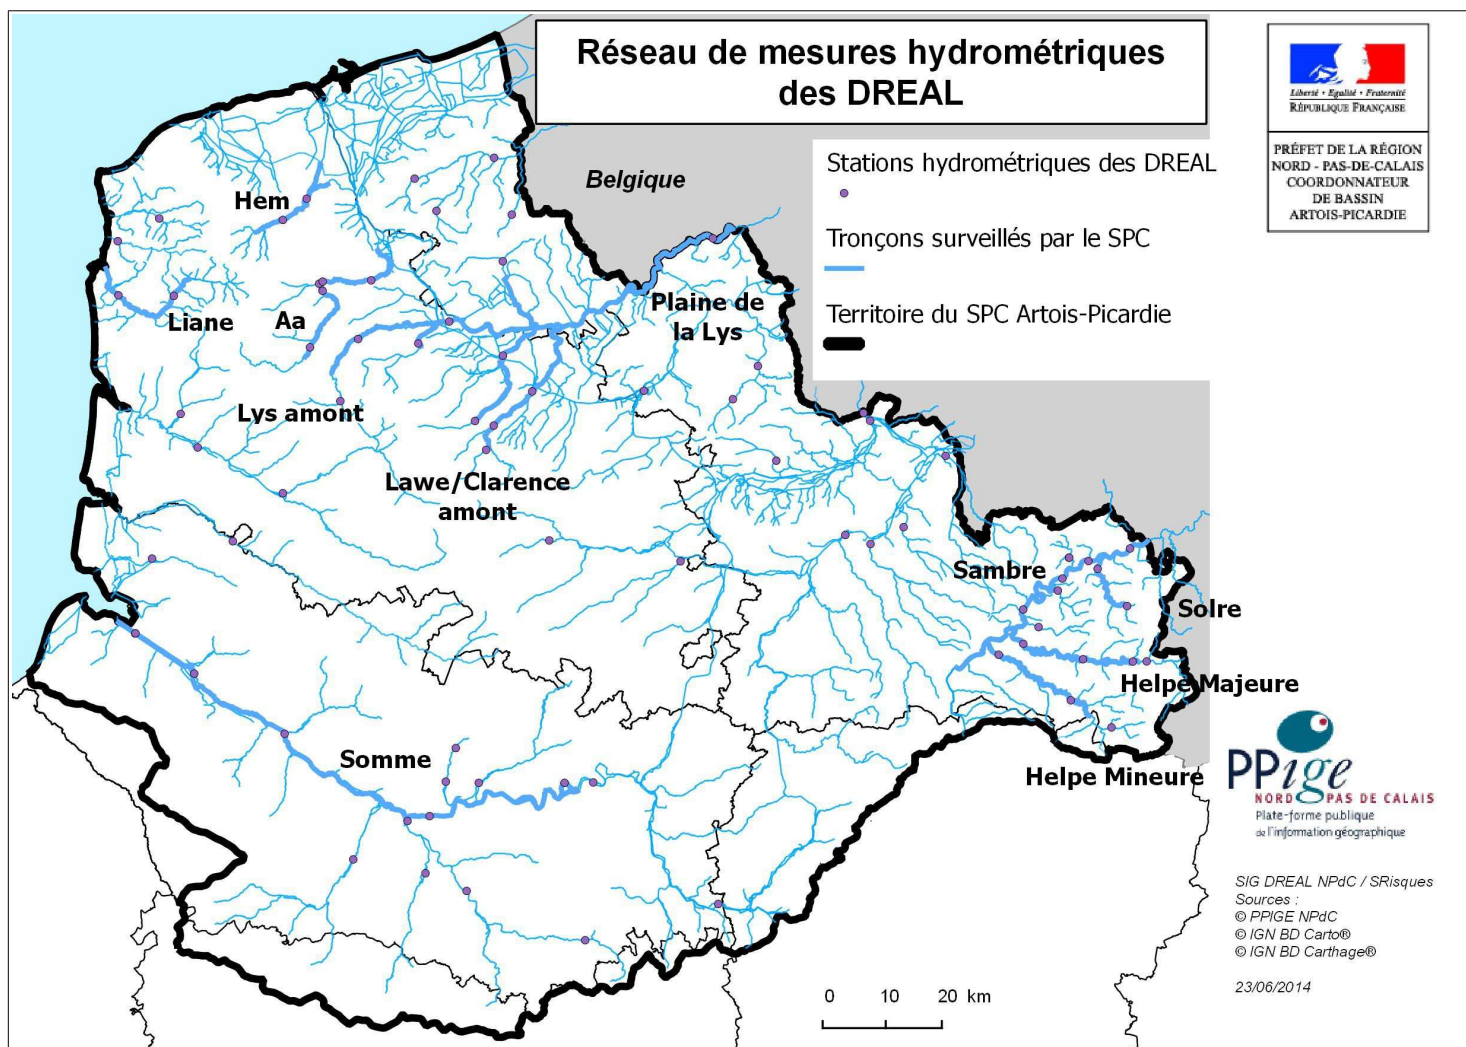 Réseau de mesures hydrométriques
des DREAL
Liberté • Egalité • Fraternité
RÉPUBLIQUE FRANÇAISE
PRÉFET DE LA RÉGION
NORD - PAS-DE-CALAIS
COORDONNATEUR
DE BASSIN
ARTOIS-PICARDIE
Stations hydrométriques des DREAL
Tronçons surveillés par le SPC
Territoire du SPC Artois-Picardie
Belgique
Hem
Liane
Aa
Plaine de
la Lys
Lys amont
Lawe/Clarence
amont
Sambre
Solre
Helpe Majeure
Helpe Mineure
Somme
PPige
NORD PAS DE CALAIS
Plate-forme publique
de l'information géographique
SIG DREAL NPdC / SRisques
Sources :
© PPIGE NPdC
© IGN BD Carto®
© IGN BD Carthage®
23/06/2014
0 10 20 km